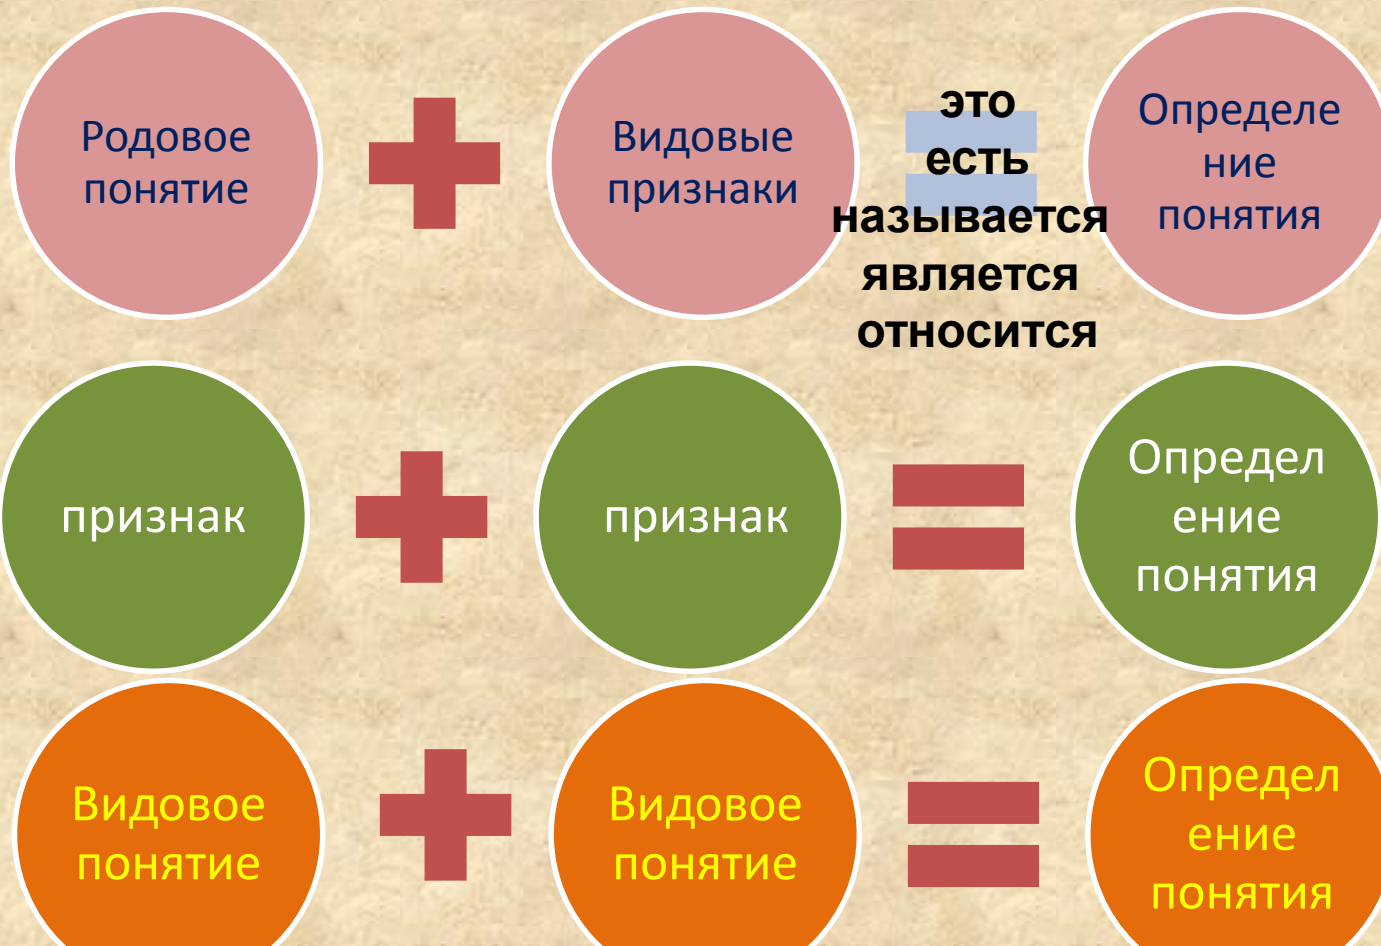 Родовое
понятие
Видовые
признаки
это
есть
называется
является
относится
Определе
ние
понятия
признак
признак
Определ
ение
понятия
Видовое
понятие
Видовое
понятие
Определ
ение
понятия